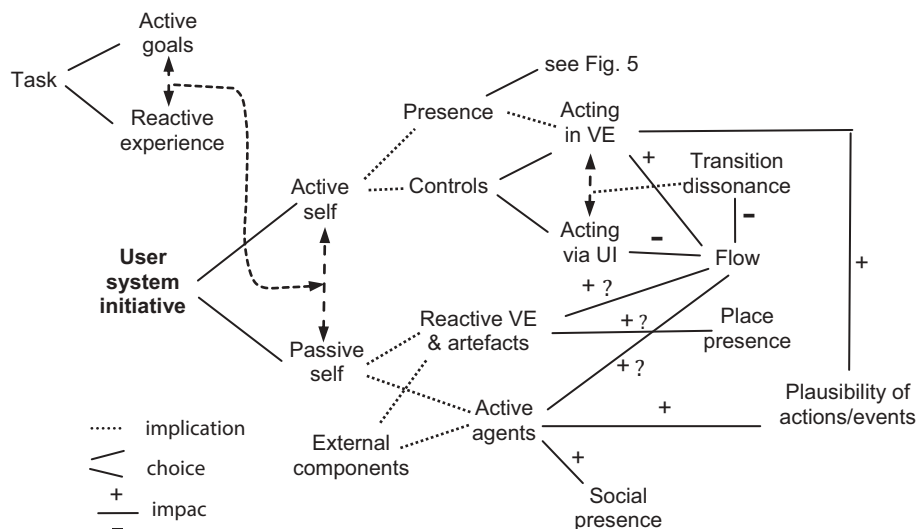 Active
goals
Task
Reactive
experience
see Fig. 5
Presence
Acting
in VE
+
Transition
dissonance
Active
self
Controls
-
Acting
via UI
-
Flow
+
User
system
initiative
+ ?
Reactive VE
& artefacts
+ ?
Place
presence
Passive
self
+ ?
Plausibility of
actions/events
Active
agents
+
External
components
+
Social
presence
implication
choice
+
impac
-